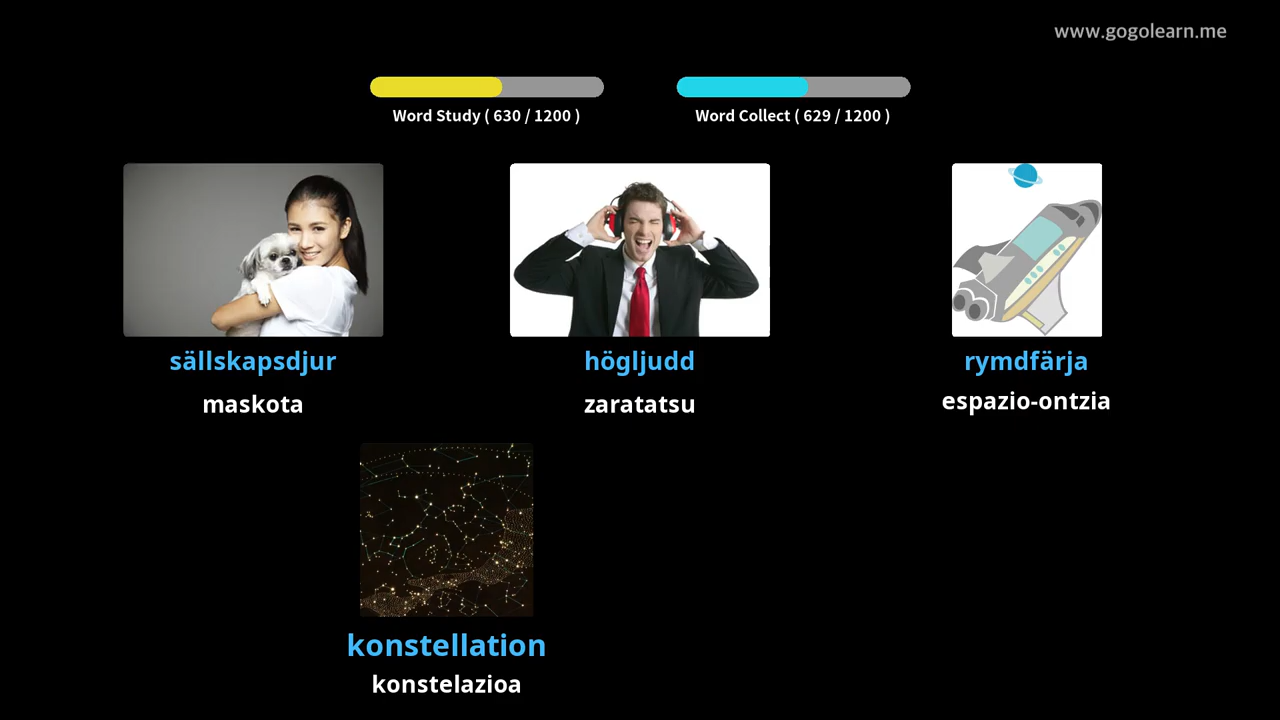 www.gogolearn.me
Word Study ( 630 / 1200 )
Word Collect ( 629 / 1200 )
sällskapsdjur
högljudd
rymdfärja
maskota
zaratatsu
espazio-ontzia
konstellation
konstelazioa